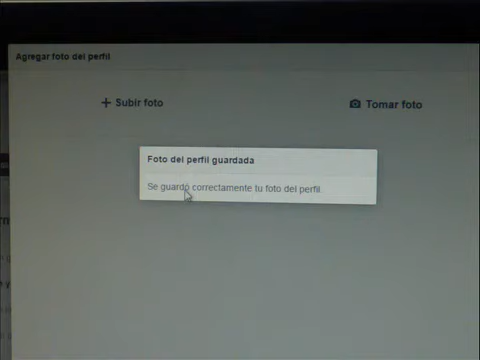 Agregar foto del perfil
+ Subir foto
Tomar foto
Foto del perfil guardada
Se guardó correctamente tu foto del perfil.